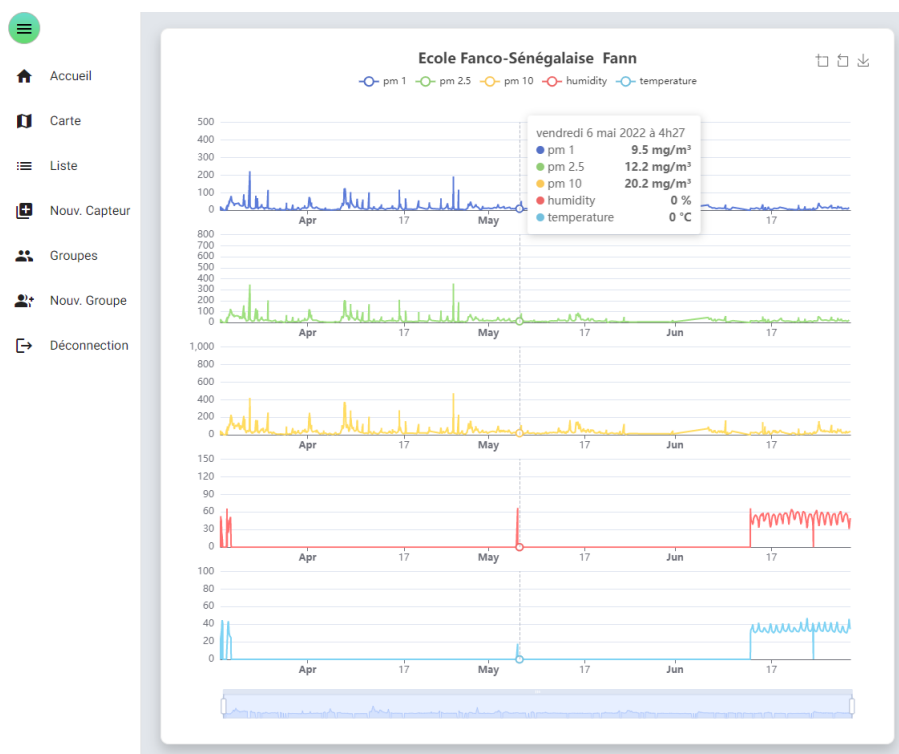 Accueil
Carte
Liste
Nouv. Capteur
Groupes
Nouv. Groupe
Déconnection
Ecole Fanco-Sénégalaise Fann
pm 1 pm 2.5 pm 10 humidity temperature
vendredi 6 mai 2022 à 4h27
pm 1 9.5 mg/m³
pm 2.5 12.2 mg/m³
pm 10 20.2 mg/m³
humidity 0 %
temperature 0 °C
500
400
300
200
100
0
Apr 17 May 17
800
700
600
500
400
300
200
100
0
Apr 17 May 17 Jun 17
1,000
800
600
400
200
0
Apr 17 May 17 Jun 17
150
120
90
60
30
0
Apr 17 May 17 Jun 17
100
80
60
40
20
0
Apr 17 May 17 Jun 17